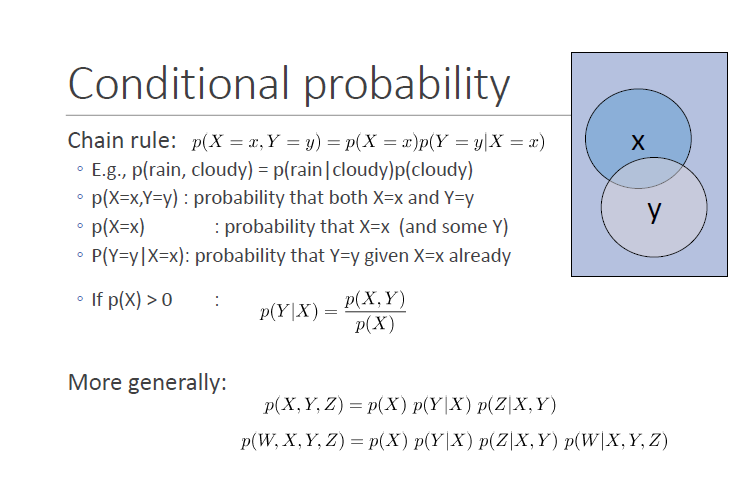 Conditional probability
Chain rule: p(X = x, Y = y) = p(X = x)p(Y = y|X = x)
◦ E.g., p(rain, cloudy) = p(rain|cloudy)p(cloudy)
◦ p(X=x,Y=y) : probability that both X=x and Y=y
◦ p(X=x) : probability that X=x (and some Y)
◦ P(Y=y|X=x): probability that Y=y given X=x already
◦ If p(X) > 0 : p(Y|X) = p(X, Y) / p(X)
More generally:
p(X, Y, Z) = p(X) p(Y|X) p(Z|X, Y)
p(W, X, Y, Z) = p(X) p(Y|X) p(Z|X, Y) p(W|X, Y, Z)
x
y